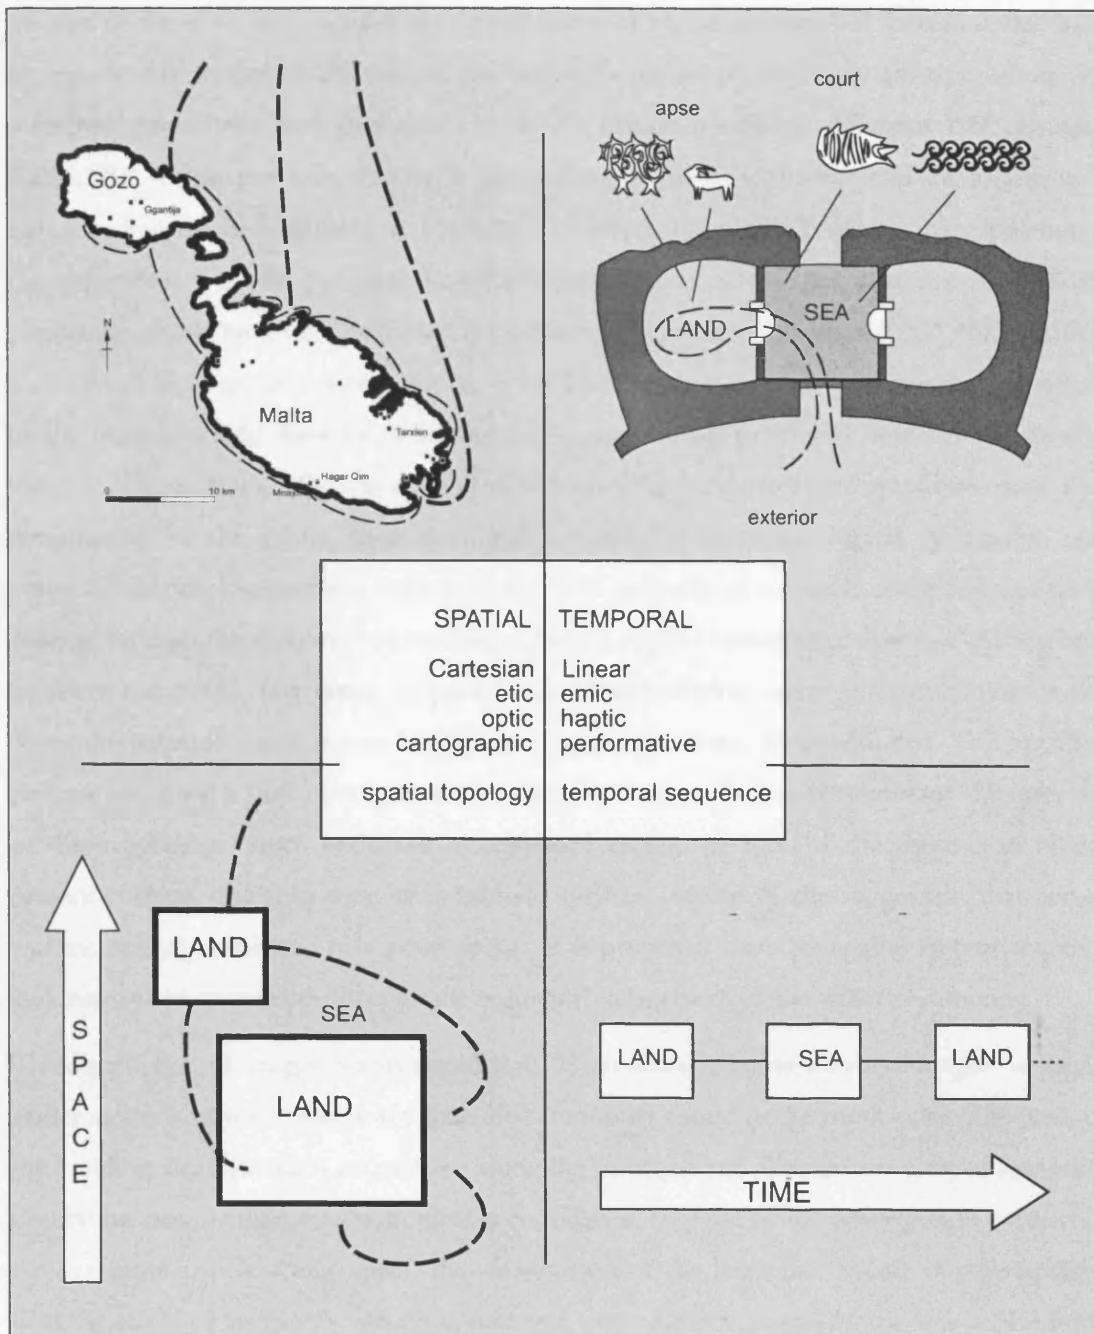 Gozo
Ggantija
N
Malta
Hagar Qim
0 10 km
apse
court
LAND
SEA
exterior
SPATIAL TEMPORAL
Cartesian Linear
etic emic
optic haptic
cartographic performative
spatial topology temporal sequence
SPACE
LAND
SEA
LAND
LAND SEA LAND
TIME